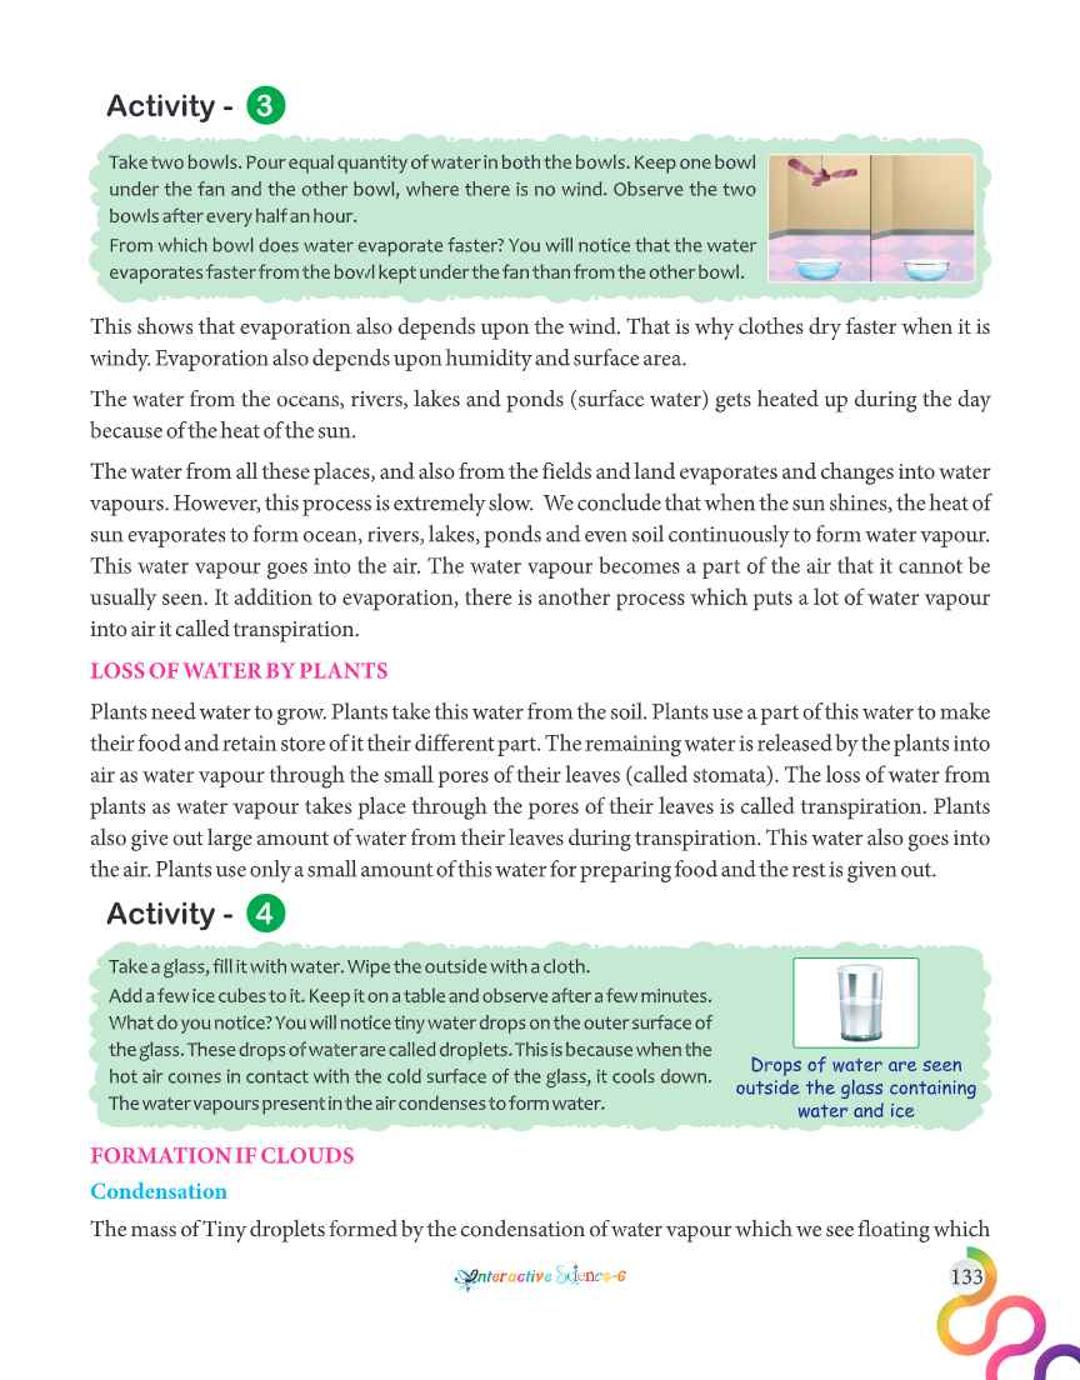 Activity - 3
Take two bowls. Pour equal quantity of water in both the bowls. Keep one bowl
under the fan and the other bowl, where there is no wind. Observe the two
bowls after every half an hour.
From which bowl does water evaporate faster? You will notice that the water
evaporates faster from the bowl kept under the fan than from the other bowl.
This shows that evaporation also depends upon the wind. That is why clothes dry faster when it is
windy. Evaporation also depends upon humidity and surface area.
The water from the oceans, rivers, lakes and ponds (surface water) gets heated up during the day
because of the heat of the sun.
The water from all these places, and also from the fields and land evaporates and changes into water
vapours. However, this process is extremely slow. We conclude that when the sun shines, the heat of
sun evaporates to form ocean, rivers, lakes, ponds and even soil continuously to form water vapour.
This water vapour goes into the air. The water vapour becomes a part of the air that it cannot be
usually seen. It addition to evaporation, there is another process which puts a lot of water vapour
into air it called transpiration.
LOSS OF WATER BY PLANTS
Plants need water to grow. Plants take this water from the soil. Plants use a part of this water to make
their food and retain store of it their different part. The remaining water is released by the plants into
air as water vapour through the small pores of their leaves (called stomata). The loss of water from
plants as water vapour takes place through the pores of their leaves is called transpiration. Plants
also give out large amount of water from their leaves during transpiration. This water also goes into
the air. Plants use only a small amount of this water for preparing food and the rest is given out.
Activity - 4
Take a glass, fill it with water. Wipe the outside with a cloth.
Add a few ice cubes to it. Keep it on a table and observe after a few minutes.
What do you notice? You will notice tiny water drops on the outer surface of
the glass. These drops of water are called droplets. This is because when the
hot air comes in contact with the cold surface of the glass, it cools down.
The water vapours present in the air condenses to form water.
Drops of water are seen
outside the glass containing
water and ice
FORMATION IF CLOUDS
Condensation
The mass of Tiny droplets formed by the condensation of water vapour which we see floating which
Interactive Science-6
133